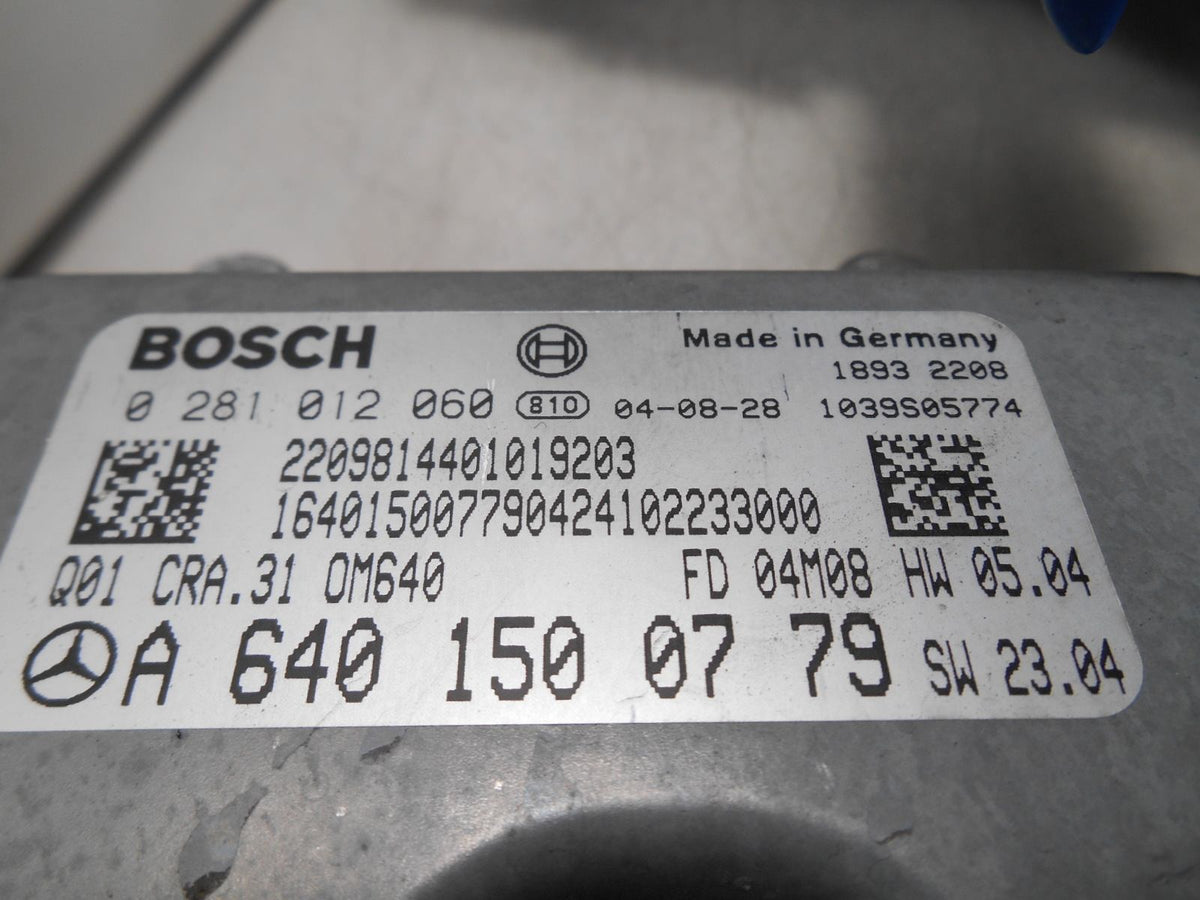 BOSCH
Made in Germany
1893 2208
0 281 012 060 810 04-08-28 1039S05774
2209814401019203
164015007790424102233000
Q01 CRA.31 OM640 FD 04M08 HW 05.04
A 640 150 07 79 SW 23.04